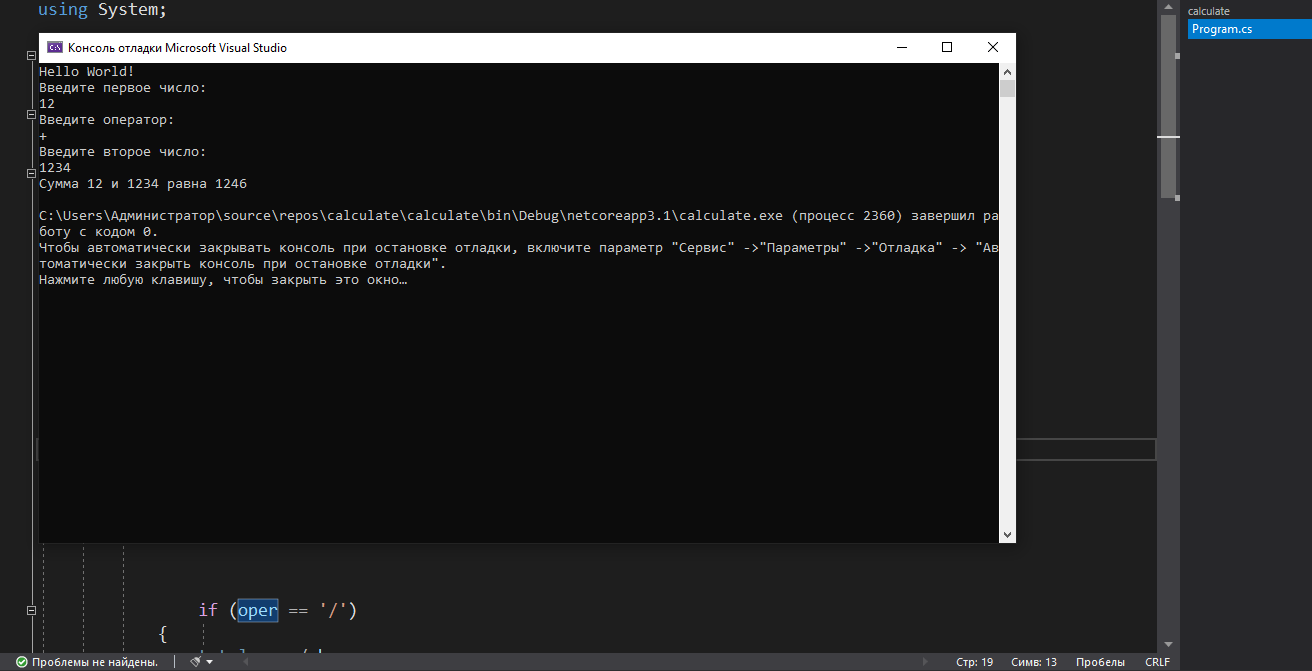 using System;
calculate
Program.cs
Консоль отладки Microsoft Visual Studio
Hello World!
Введите первое число:
12
Введите оператор:
+
Введите второе число:
1234
Сумма 12 и 1234 равна 1246
C:\Users\Администратор\source\repos\calculate\calculate\bin\Debug\netcoreapp3.1\calculate.exe (процесс 2360) завершил ра
боту с кодом 0.
Чтобы автоматически закрывать консоль при остановке отладки, включите параметр "Сервис" ->"Параметры" ->"Отладка" -> "Ав
томатически закрыть консоль при остановке отладки".
Нажмите любую клавишу, чтобы закрыть это окно…
if (oper == '/')
{
Проблемы не найдены.
Стр: 19 Симв: 13 Пробелы CRLF